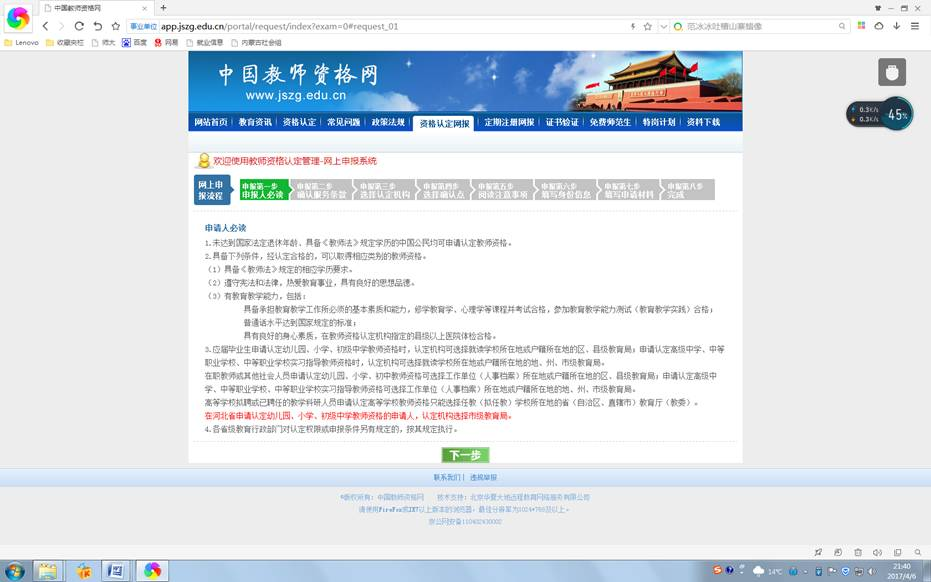 中国教师资格网
事业单位 app.jszg.edu.cn/portal/request/index?exam=0#request_01
范冰冰吐槽山寨蜡像
Lenovo 收藏夹栏 师大 百度 网易 就业信息 内蒙古社会组
中国教师资格网
www.jszg.edu.cn
网站首页 教育资讯 资格认定 常见问题 政策法规 资格认定网报 定期注册网报 证书验证 免费师范生 特岗计划 资料下载
0.3K/s
0.3K/s
45%
欢迎使用教师资格认定管理-网上申报系统
网上申
报流程
申报第一步 申报第二步 申报第三步 申报第四步 申报第五步 申报第六步 申报第七步 申报第八步
申报人必读 确认服务条款 选择认定机构 选择确认点 阅读注意事项 填写身份信息 填写申请材料 完成
申请人必读
1.未达到国家法定退休年龄、具备《教师法》规定学历的中国公民均可申请认定教师资格。
2.具备下列条件，经认定合格的，可以取得相应类别的教师资格。
（1）具备《教师法》规定的相应学历要求。
（2）遵守宪法和法律，热爱教育事业，具有良好的思想品德。
（3）有教育教学能力，包括：
具备承担教育教学工作所必须的基本素质和能力，修学教育学、心理学等课程并考试合格，参加教育教学能力测试（教育教学实践）合格；
普通话水平达到国家规定的标准；
具有良好的身心素质，在教师资格认定机构指定的县级以上医院体检合格。
3.应届毕业生申请认定幼儿园、小学、初级中学教师资格时，认定机构可选择就读学校所在地或户籍所在地的区、县级教育局；申请认定高级中学、中等
职业学校、中等职业学校实习指导教师资格时，认定机构可选择就读学校所在地或户籍所在地的地、州、市级教育局。
在职教师或其他社会人员申请认定幼儿园、小学、初中教师资格可选择工作单位（人事档案）所在地或户籍所在地的区、县级教育局；申请认定高级中
学、中等职业学校、中等职业学校实习指导教师资格可选择工作单位（人事档案）所在地或户籍所在地的地、州、市级教育局。
高等学校拟聘或已聘任的教学科研人员申请认定高等学校教师资格只能选择任教（拟任教）学校所在地的省（自治区、直辖市）教育厅（教委）。
在河北省申请认定幼儿园、小学、初级中学教师资格的申请人，认定机构选择市级教育局。
4.各省级教育行政部门对认定权限或申报条件另有规定的，按其规定执行。
下一步
联系我们 | 违规举报
©版权所有：中国教师资格网 技术支持：北京华夏大地远程教育网络服务有限公司
请使用FireFox或IE7以上版本的浏览器；最佳分辨率为1024*768及以上。
京公网安备110402430002
14℃
21:40
2017/4/6